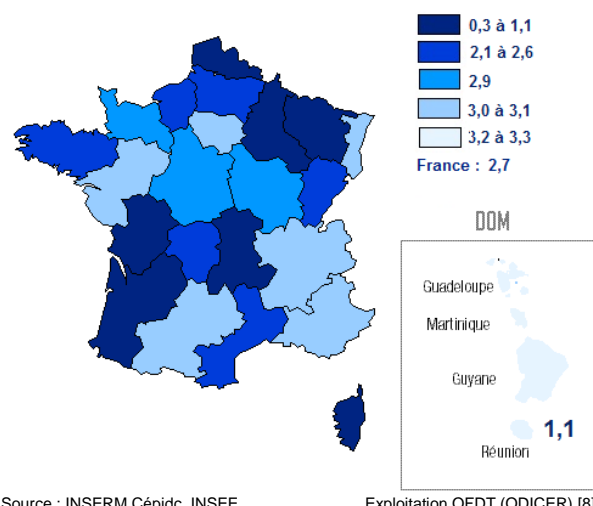 0,3 à 1,1
2,1 à 2,6
2,9
3,0 à 3,1
3,2 à 3,3
France : 2,7
DOM
Guadeloupe
Martinique
Guyane
1,1
Réunion
Source : INSERM Cépidc, INSEE
Exploitation OFDT (ODICER) [8]